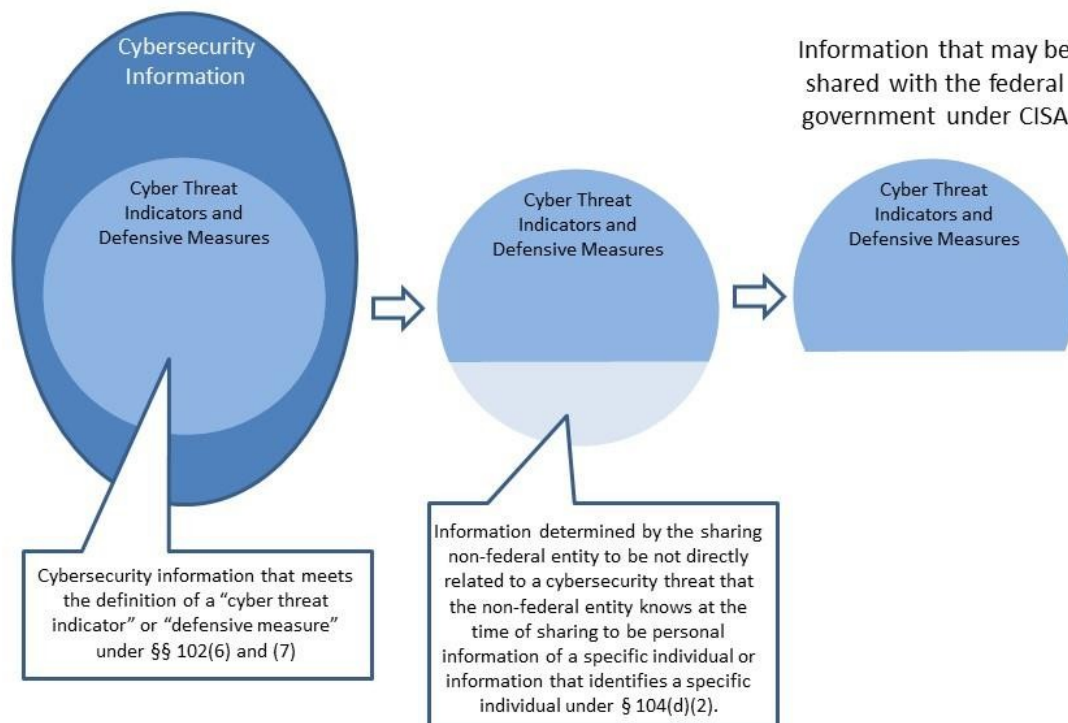 Cybersecurity
Information
Cyber Threat
Indicators and
Defensive Measures
Cybersecurity information that meets
the definition of a “cyber threat
indicator” or “defensive measure”
under §§ 102(6) and (7)
Cyber Threat
Indicators and
Defensive Measures
Information determined by the sharing
non-federal entity to be not directly
related to a cybersecurity threat that
the non-federal entity knows at the
time of sharing to be personal
information of a specific individual or
information that identifies a specific
individual under § 104(d)(2).
Information that may be
shared with the federal
government under CISA
Cyber Threat
Indicators and
Defensive Measures